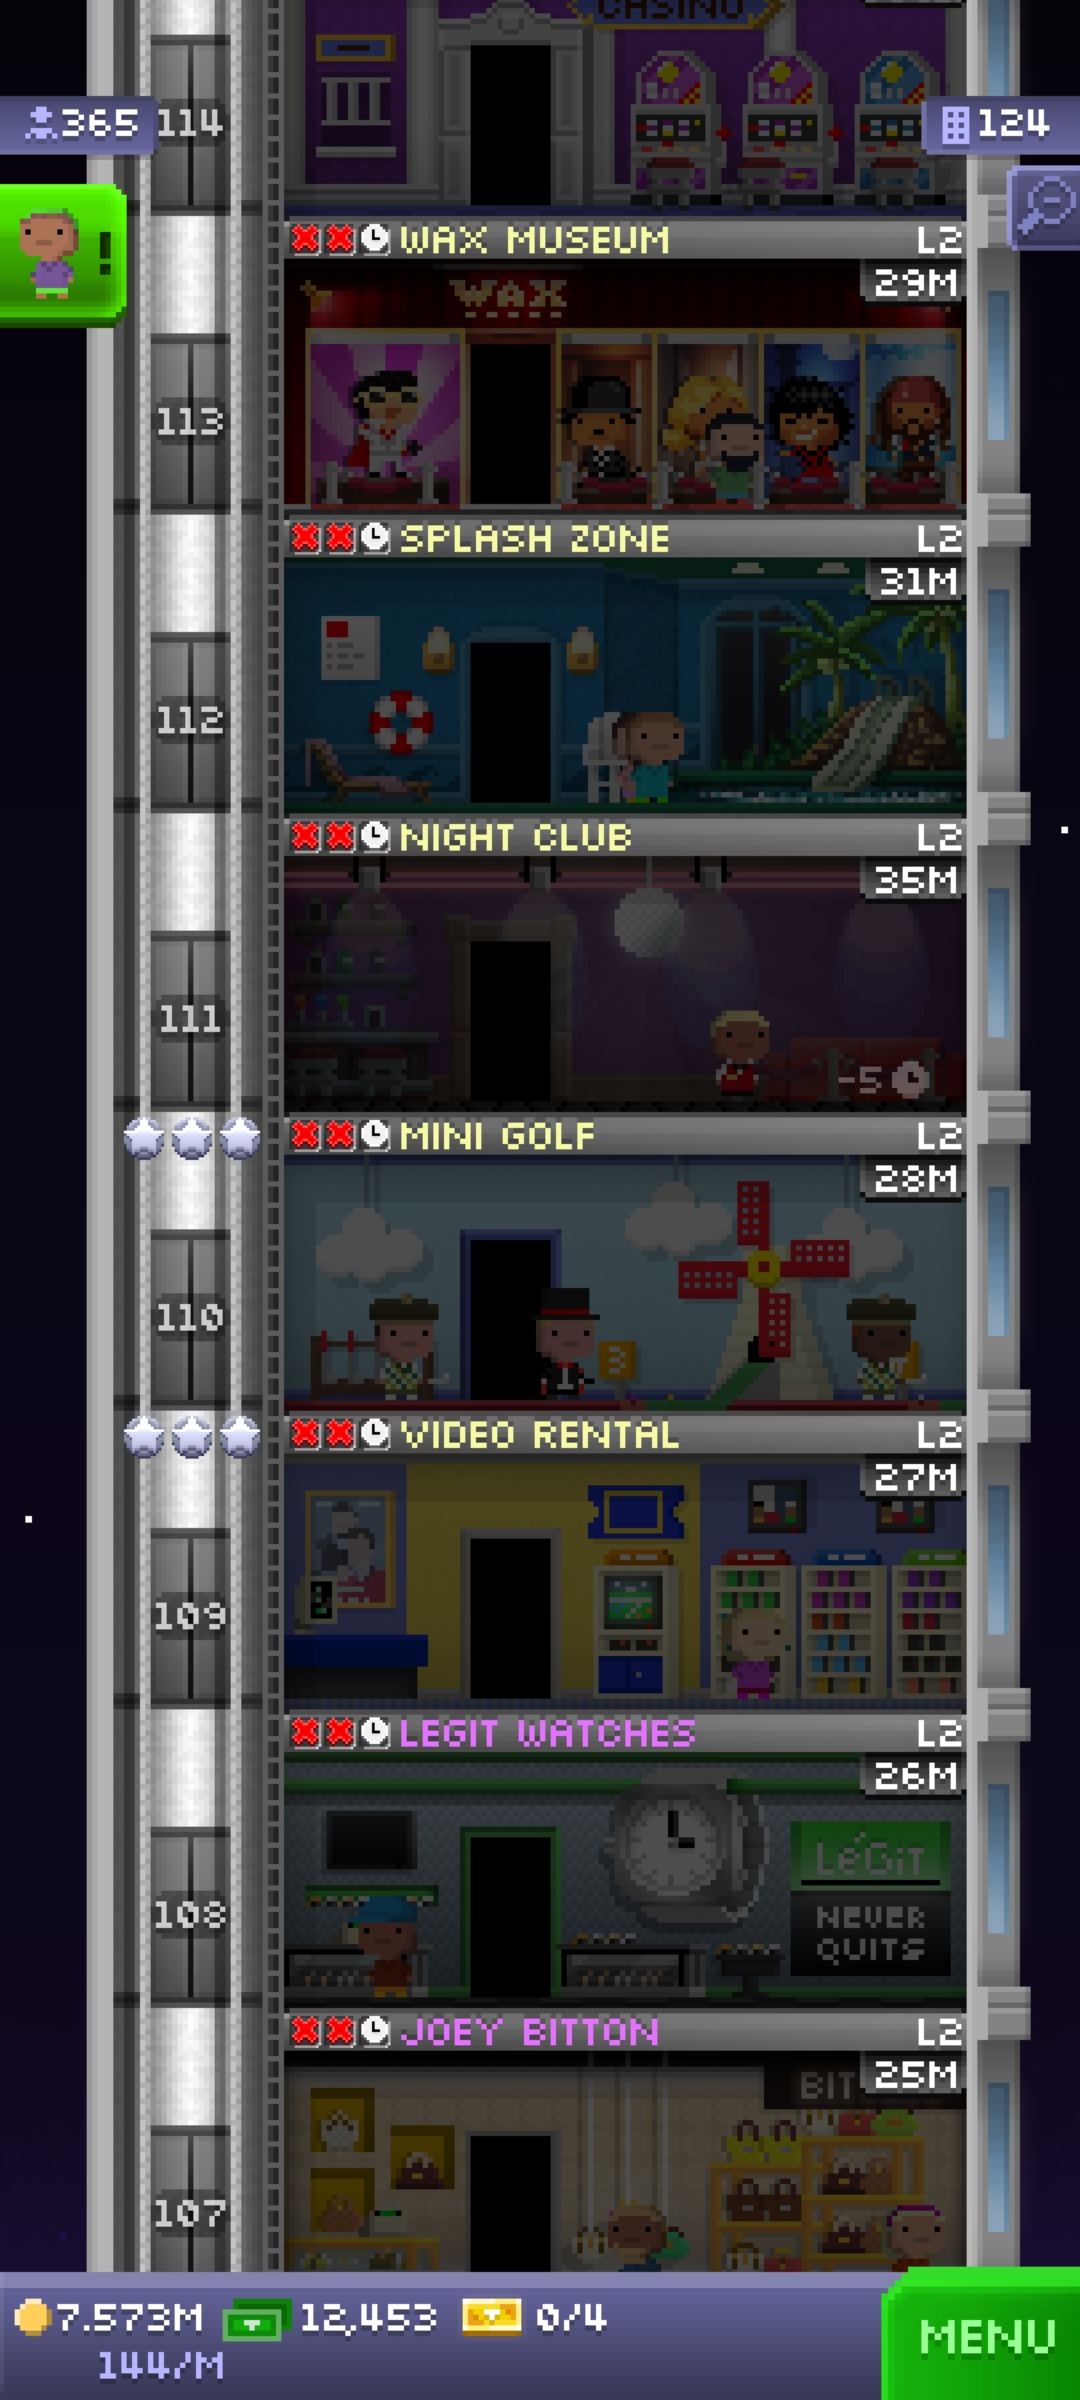 CASINO
365
114
124
WAX MUSEUM L2
29M
WAX
113
SPLASH ZONE L2
31M
112
NIGHT CLUB L2
35M
111
-5
MINI GOLF L2
28M
110
3
VIDEO RENTAL L2
27M
109
LEGIT WATCHES L2
26M
LéGiT
108
NEVER
QUITS
JOEY BITTON L2
25M
BIT
107
7.573M 12,453 0/4
144/M
MENU